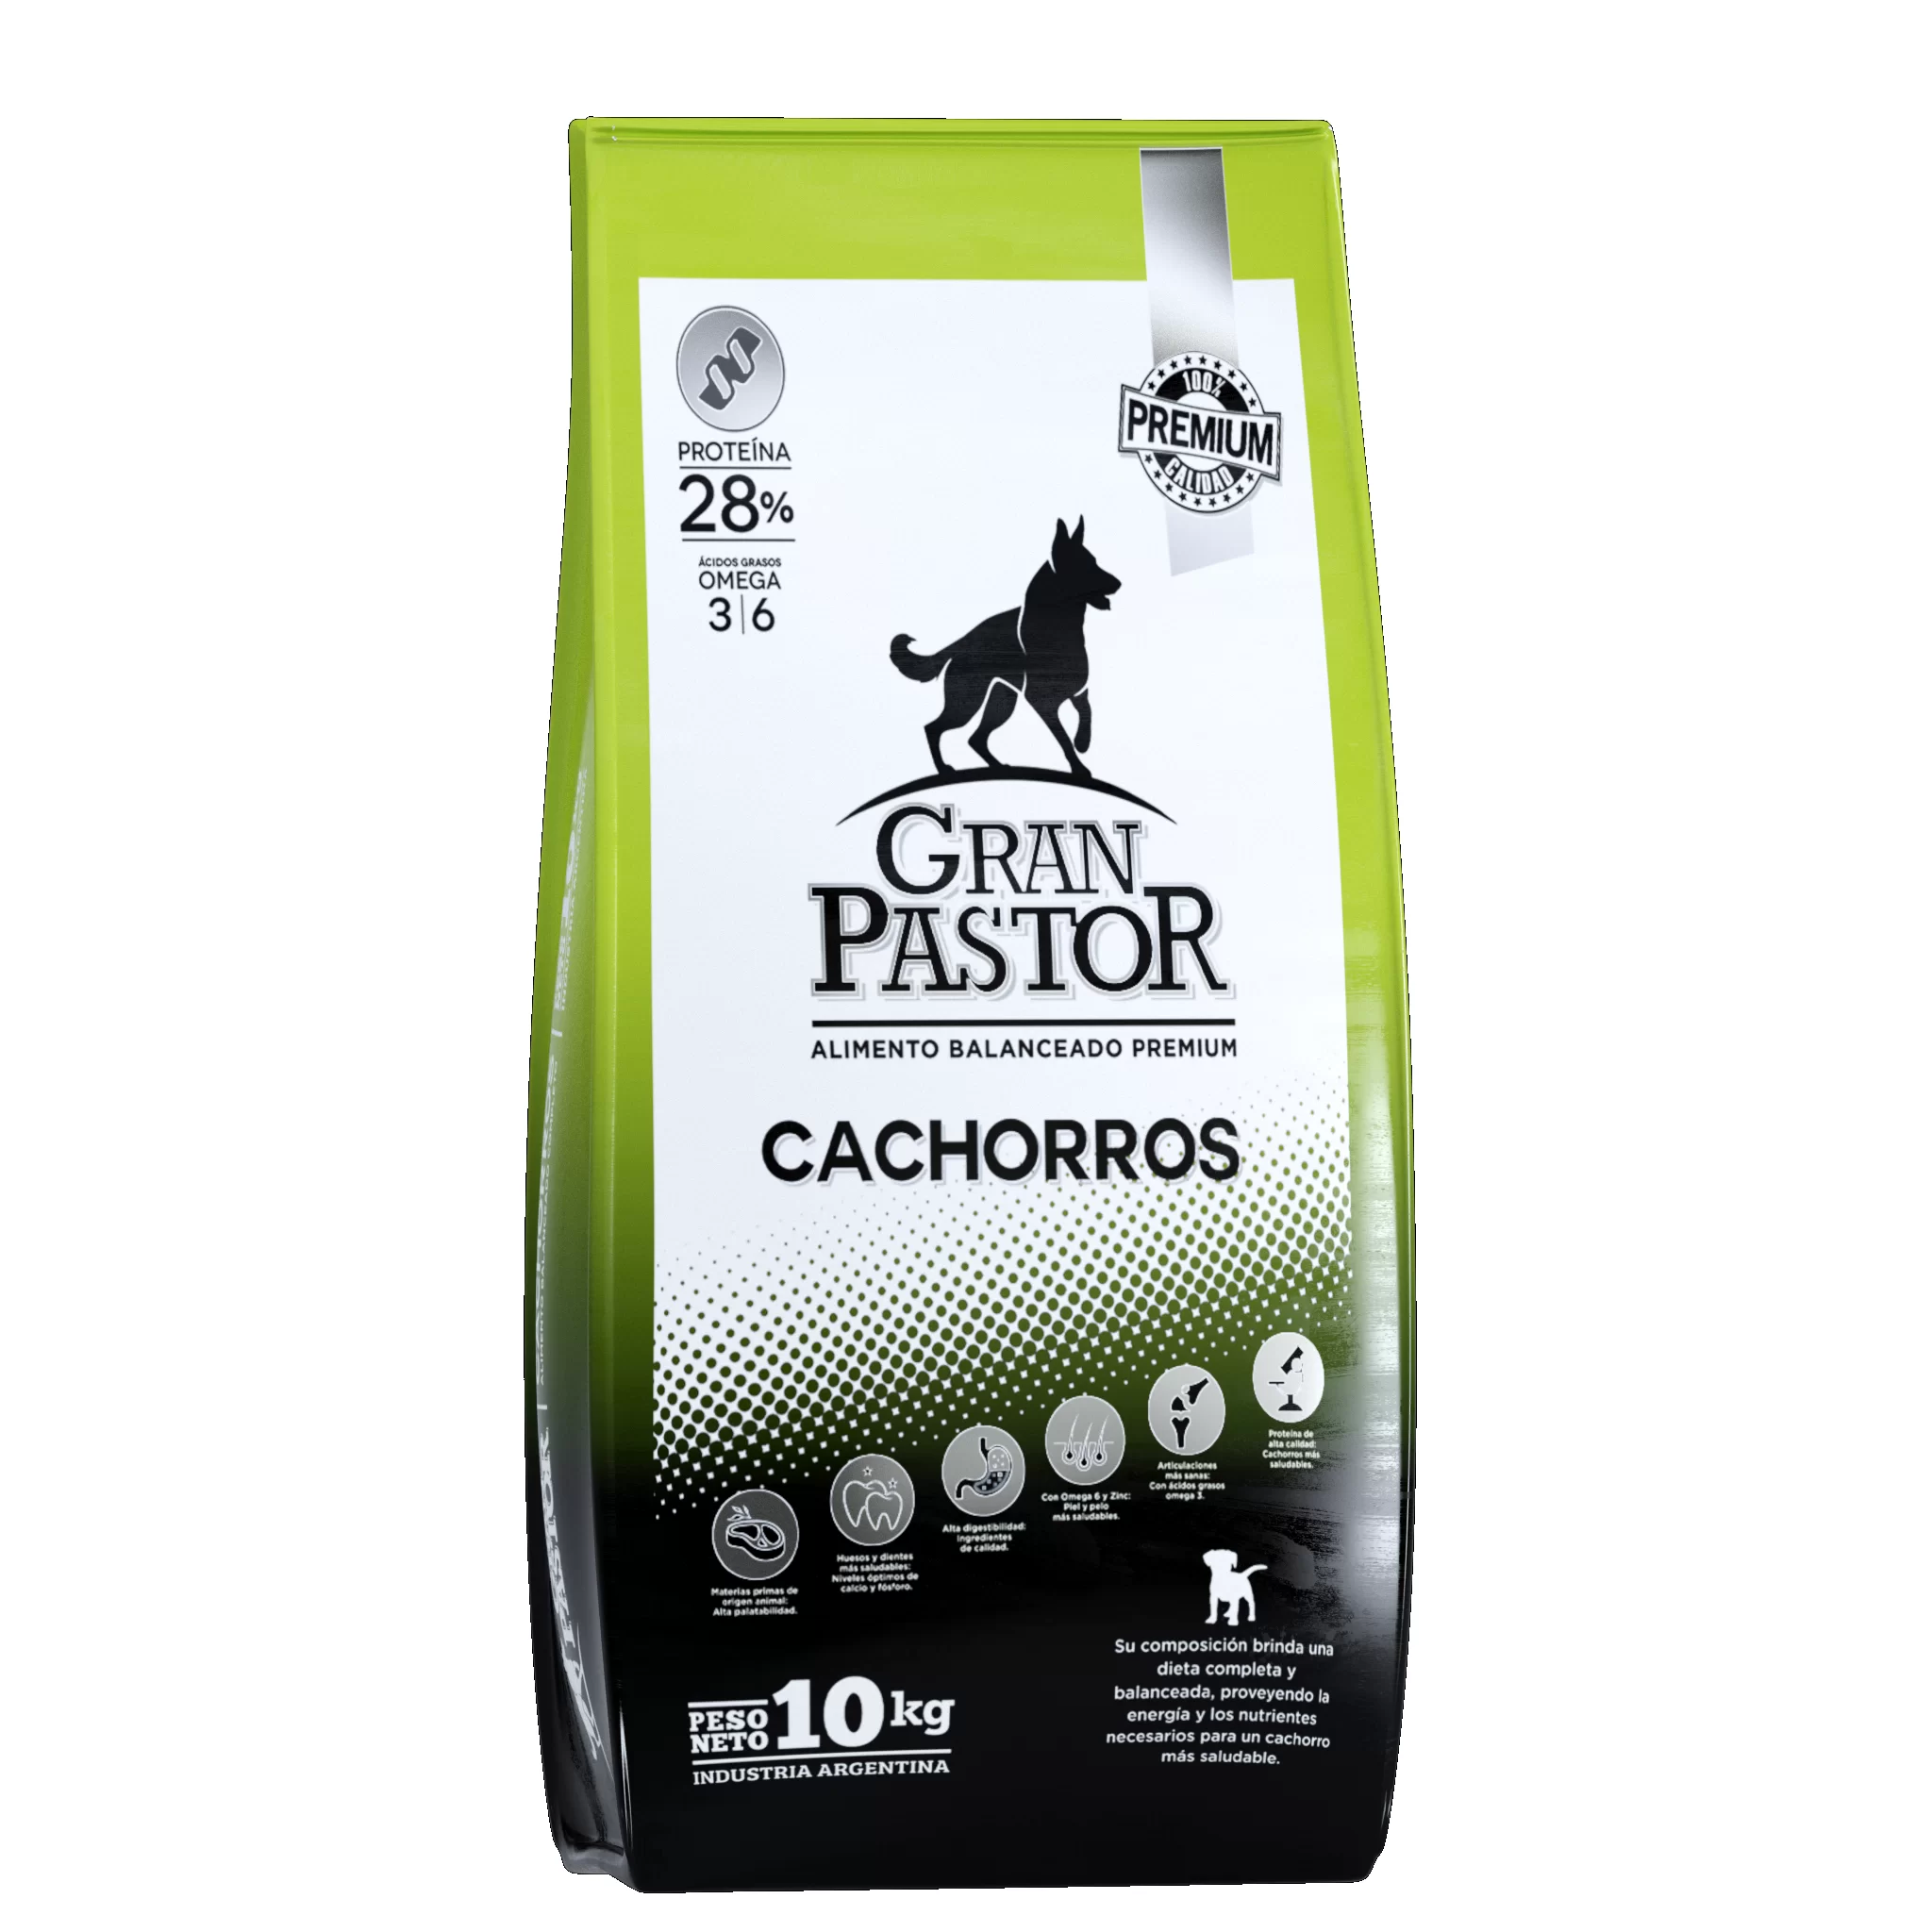 100%
PREMIUM
CALIDAD
PROTEÍNA
28%
ÁCIDOS GRASOS
OMEGA
3|6
GRAN
PASTOR
ALIMENTO BALANCEADO PREMIUM
CACHORROS
Proteína de
alta calidad:
Cachorros más
saludables.
Articulaciones
más sanas:
Con ácidos grasos
omega 3.
Con Omega 6 y Zinc:
Piel y pelo
más saludables.
Alta digestibilidad:
Ingredientes
de calidad.
Huesos y dientes
más saludables:
Niveles óptimos de
calcio y fósforo.
Materias primas de
origen animal:
Alta palatabilidad.
Su composición brinda una
dieta completa y
balanceada, proveyendo la
energía y los nutrientes
necesarios para un cachorro
más saludable.
PESO
NETO
10kg
INDUSTRIA ARGENTINA
PASTOR